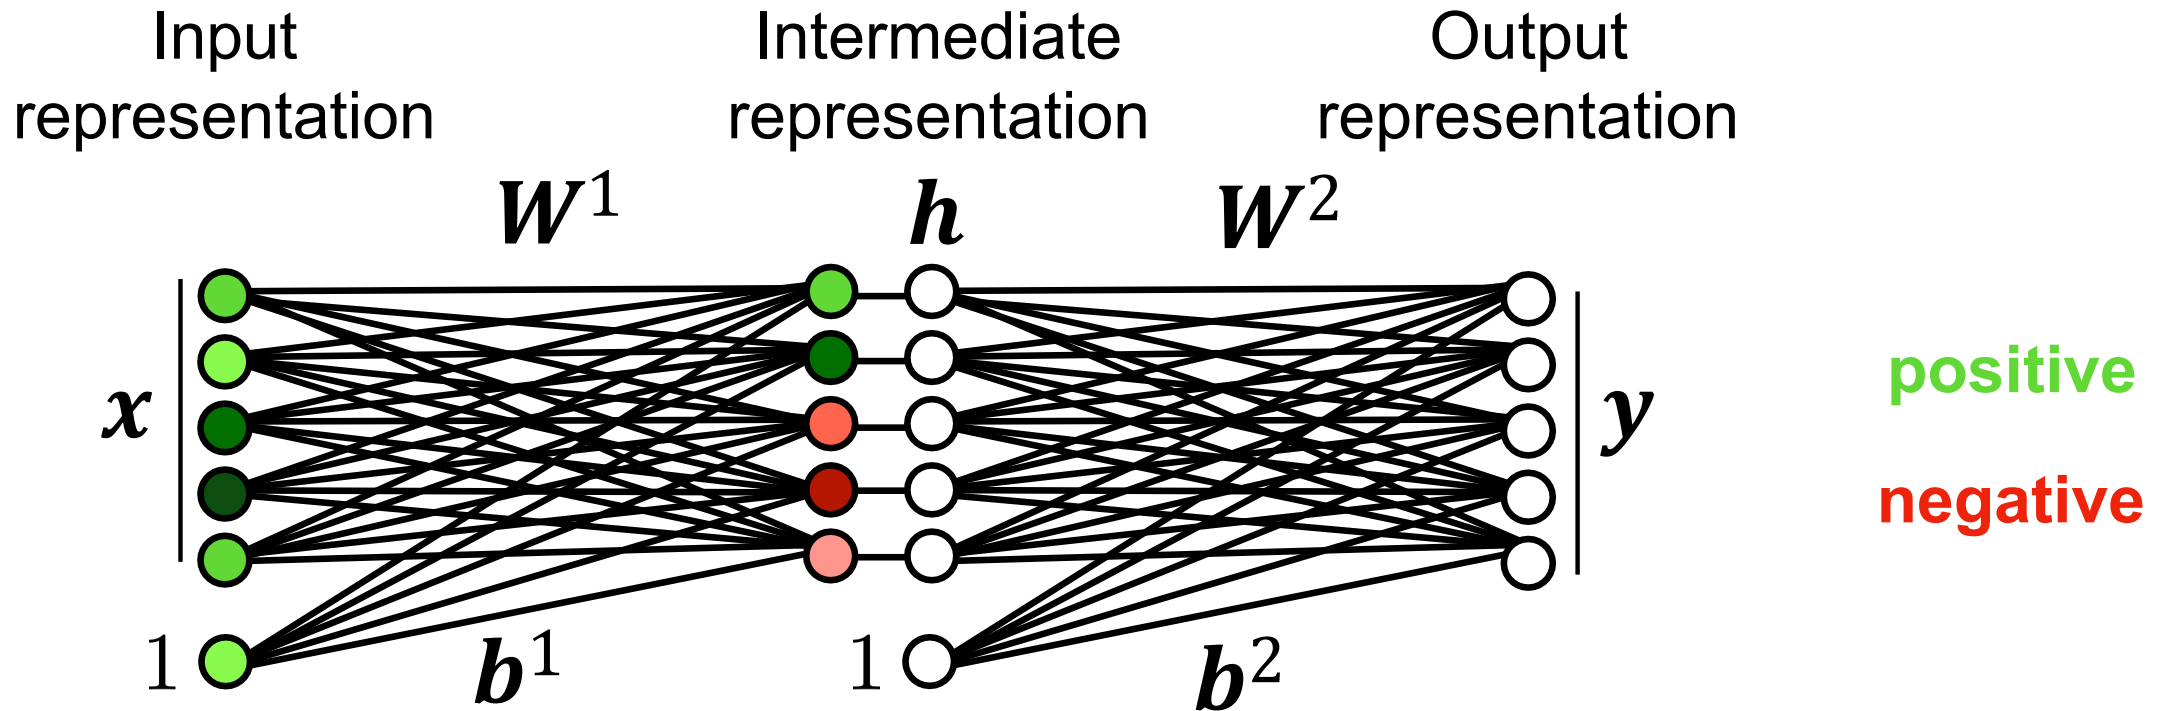 Input
representation
Intermediate
representation
Output
representation
W¹
h
W²
x
y
positive
negative
1
b¹
1
b²